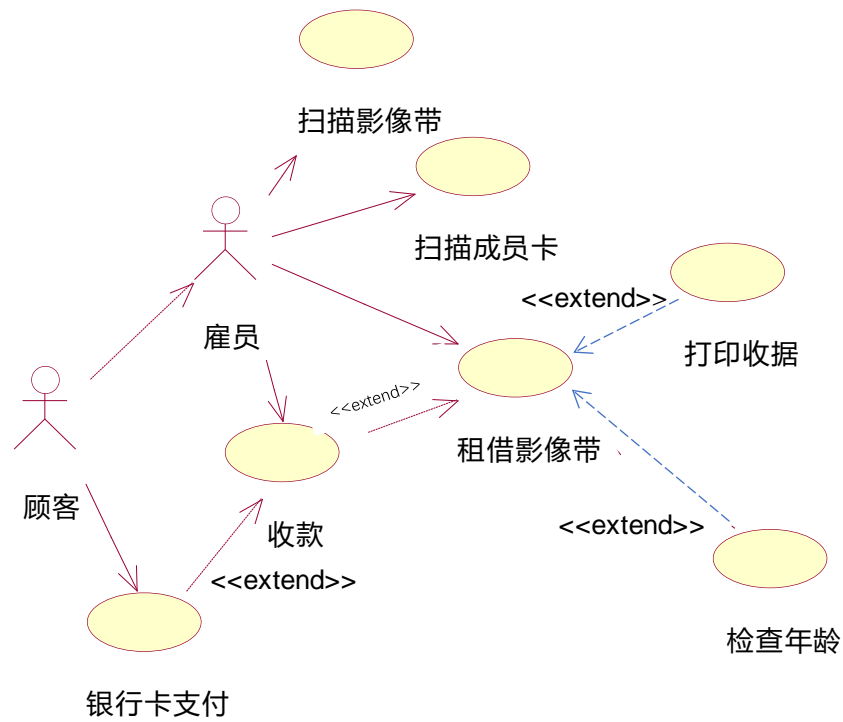 扫描影像带
扫描成员卡
<<extend>>
雇员
打印收据
<<extend>>
租借影像带
顾客
收款
<<extend>>
<<extend>>
检查年龄
银行卡支付